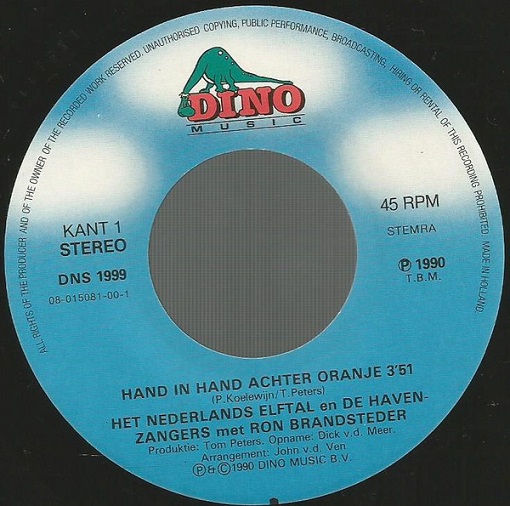 ALL RIGHTS OF THE PRODUCER AND OF THE OWNER OF THE RECORDED WORK RESERVED. UNAUTHORISED COPYING, PUBLIC PERFORMANCE, BROADCASTING, HIRING OR RENTAL OF THIS RECORDING PROHIBITED. MADE IN HOLLAND.
DINO
MUSIC
KANT 1
STEREO
DNS 1999
08-015081-00-1
45 RPM
STEMRA
Ⓟ 1990
T.B.M.
HAND IN HAND ACHTER ORANJE 3'51
(P.Koelewijn/T.Peters)
HET NEDERLANDS ELFTAL en DE HAVEN-
ZANGERS met RON BRANDSTEDER
Produktie: Tom Peters. Opname: Dick v.d. Meer.
Arrangement: John v.d. Ven
Ⓟ&© 1990 DINO MUSIC B.V.